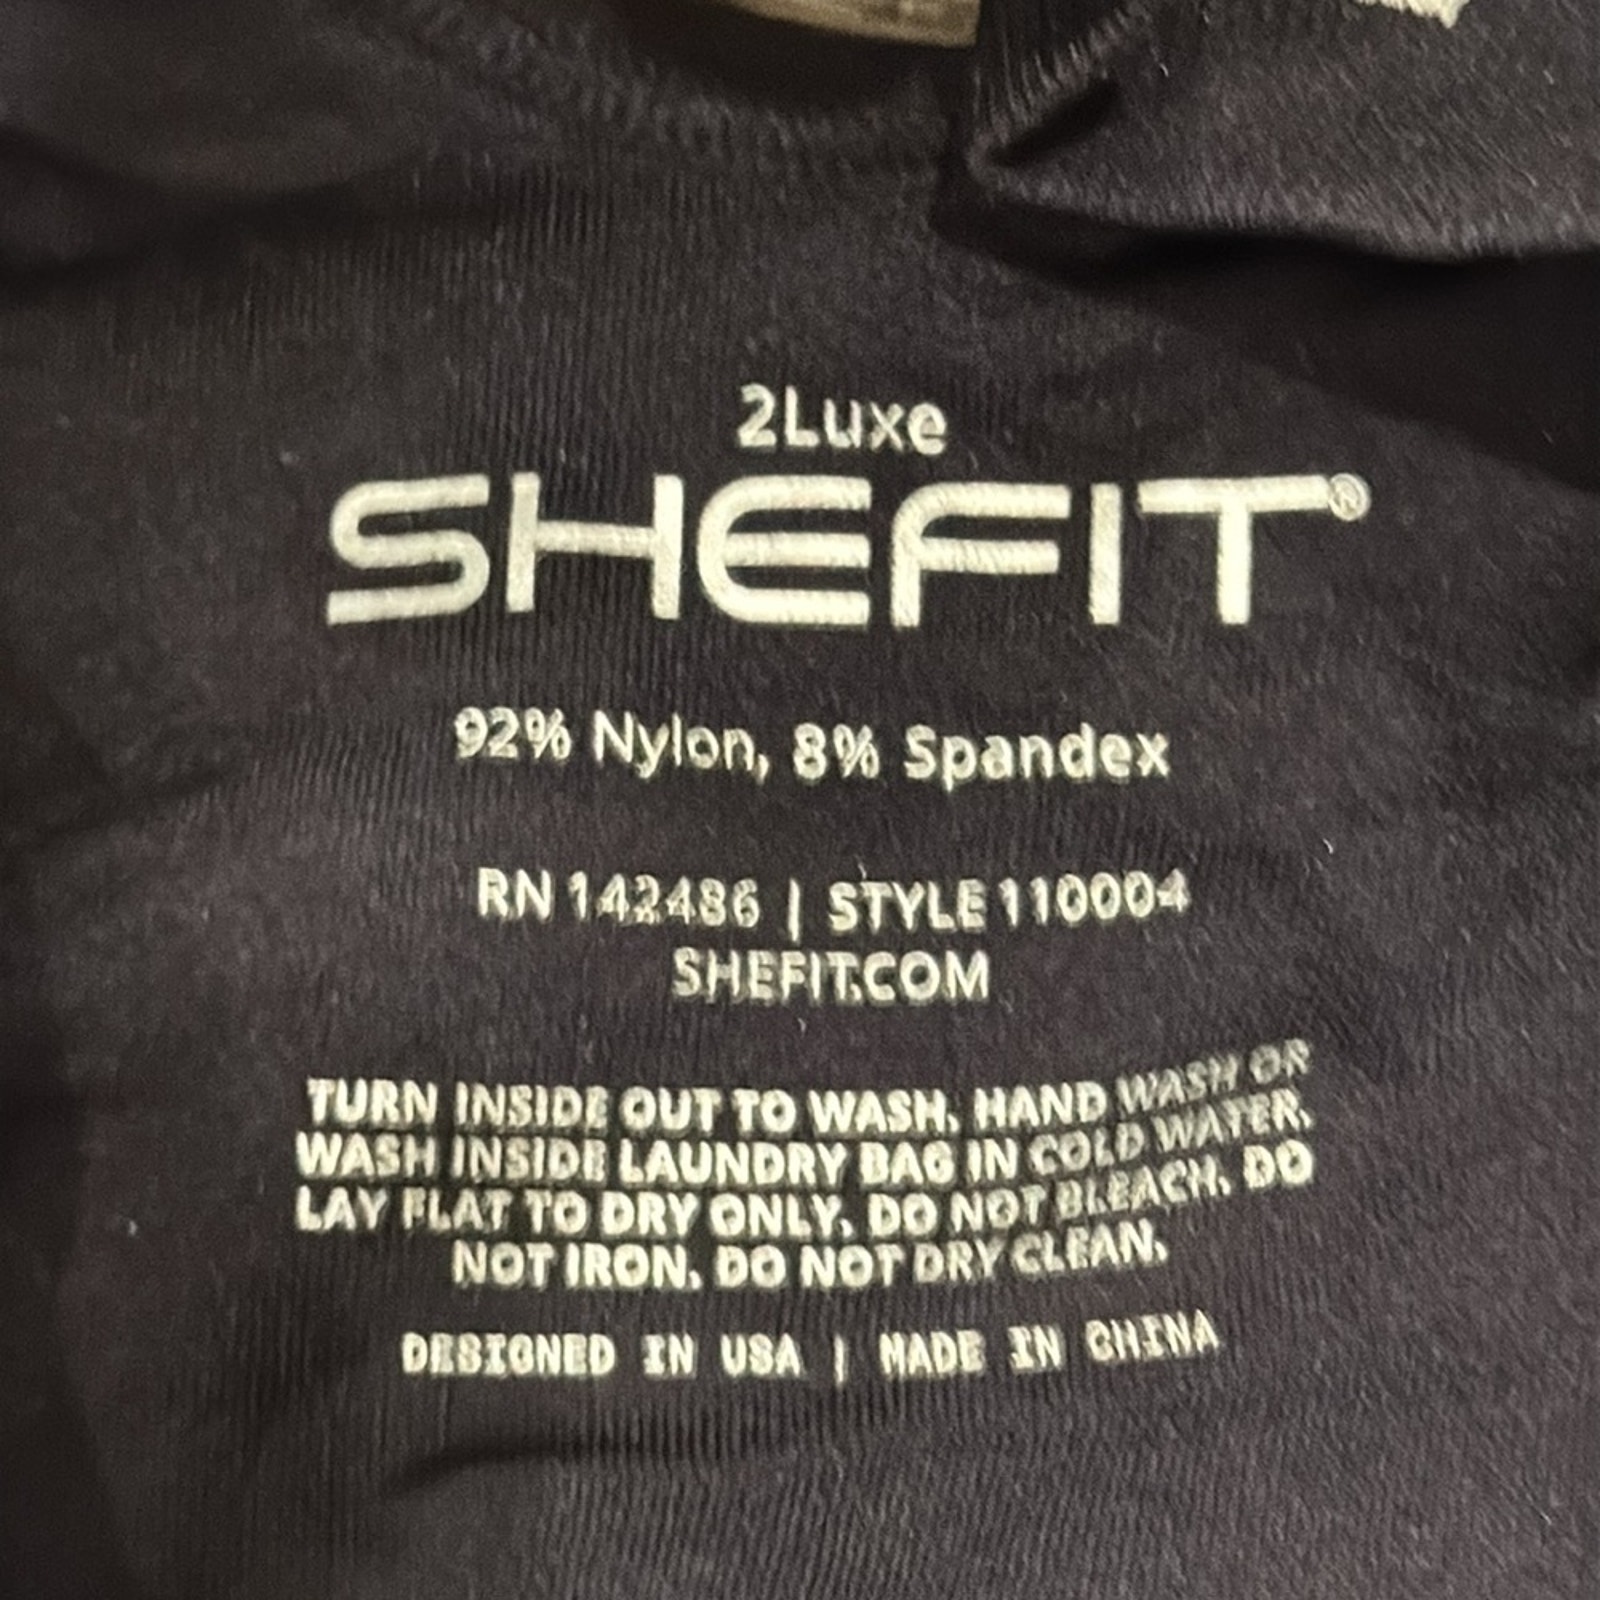 2Luxe
SHEFIT®
92% Nylon, 8% Spandex
RN 142486 | STYLE 110004
SHEFIT.COM
TURN INSIDE OUT TO WASH. HAND WASH OR
WASH INSIDE LAUNDRY BAG IN COLD WATER.
LAY FLAT TO DRY ONLY. DO NOT BLEACH. DO
NOT IRON. DO NOT DRY CLEAN.
DESIGNED IN USA | MADE IN CHINA